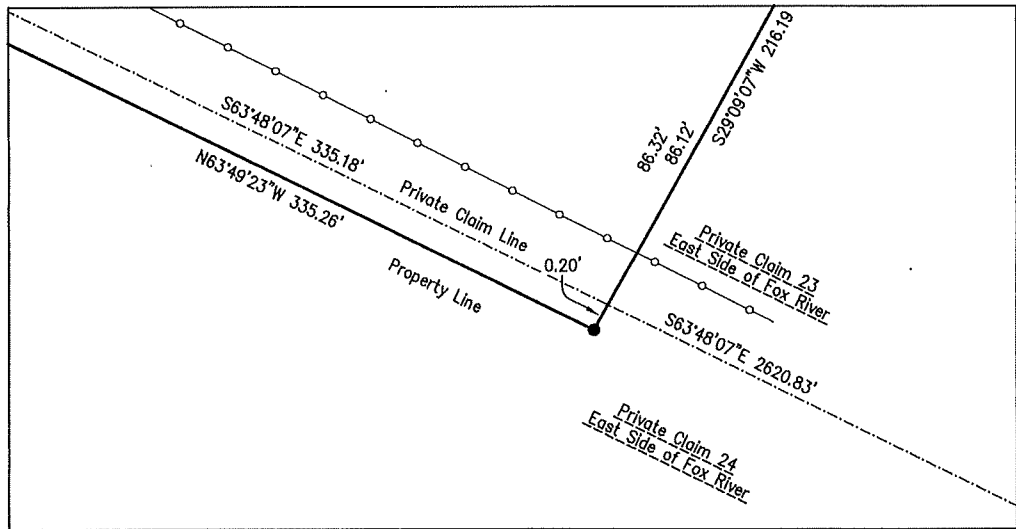 S63°48'07"E 335.18'
N63°49'23"W 335.26'
Private Claim Line
Property Line
0.20'
86.32'
86.12'
S29°09'07"W 216.19
Private Claim 23
East Side of Fox River
S63°48'07"E 2620.83'
Private Claim 24
East Side of Fox River